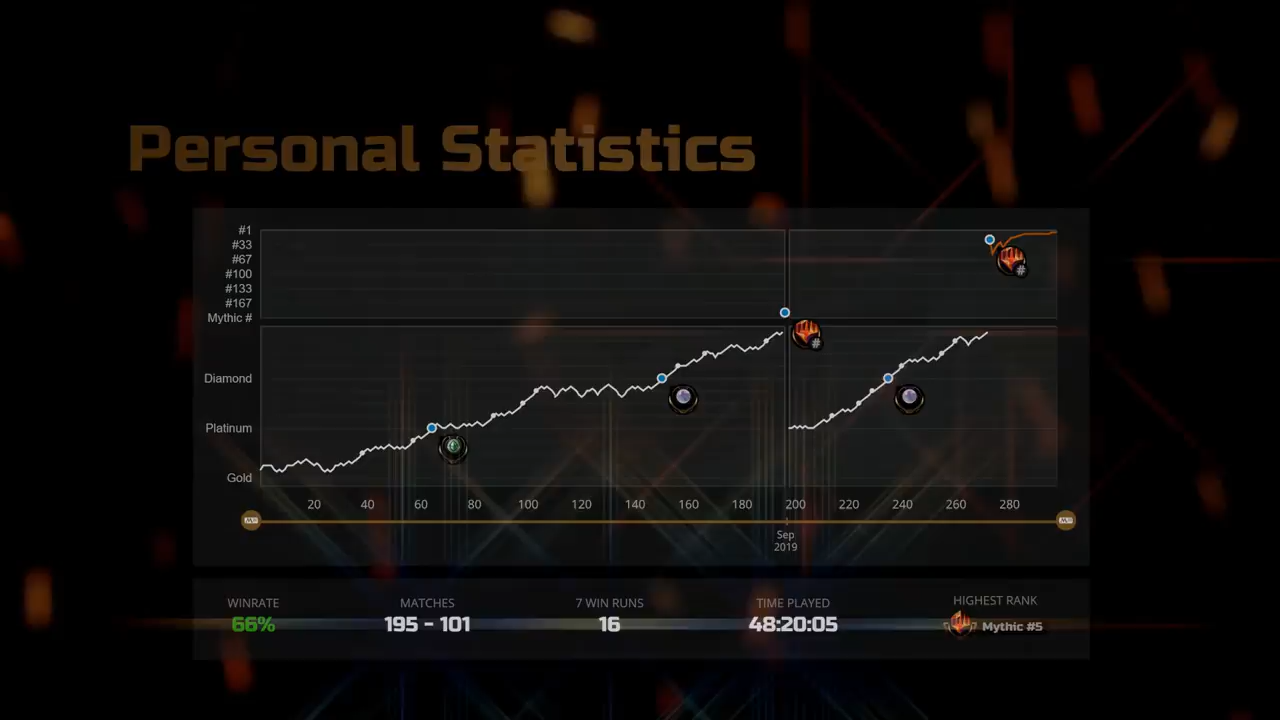 Personal Statistics
#1
#33
#67
#100
#133
#167
Mythic #
#
#
Diamond
Platinum
Gold
20 40 60 80 100 120 140 160 180 200 220 240 260 280
Sep
2019
WINRATE MATCHES 7 WIN RUNS TIME PLAYED HIGHEST RANK
66% 195 - 101 16 48:20:05 Mythic #5